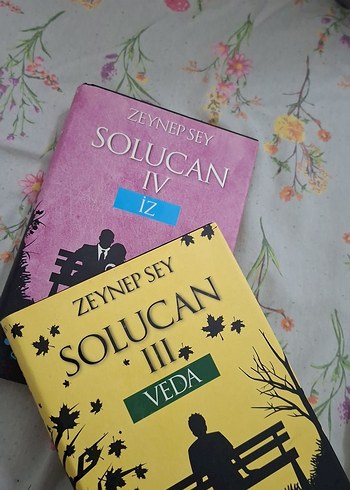 ZEYNEP SEY
SOLUCAN
IV
İZ
ZEYNEP SEY
SOLUCAN
III
VEDA